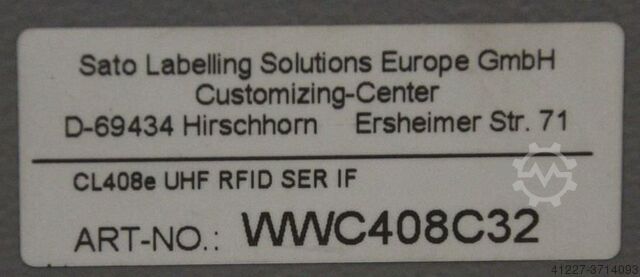 Sato Labelling Solutions Europe GmbH
Customizing-Center
D-69434 Hirschhorn Ersheimer Str. 71
CL408e UHF RFID SER IF
ART-NO.: WWC408C32
41227-3714093